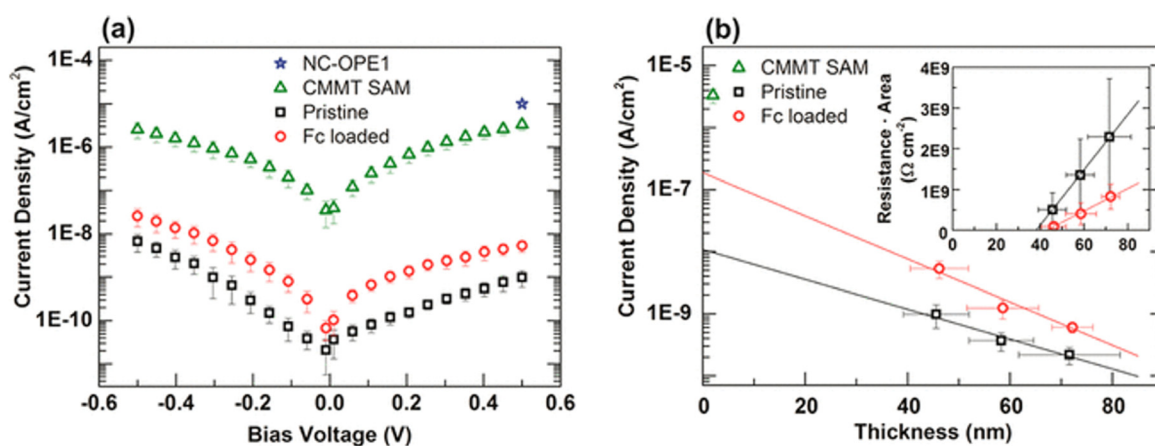 (a)
1E-4
1E-6
1E-8
1E-10
Current Density (A/cm²)
NC-OPE1
CMMT SAM
Pristine
Fc loaded
-0.6
-0.4
-0.2
0.0
0.2
0.4
0.6
Bias Voltage (V)
(b)
1E-5
1E-7
1E-9
Current Density (A/cm²)
CMMT SAM
Pristine
Fc loaded
4E9
3E9
2E9
1E9
0
Resistance · Area
(Ω cm⁻²)
0
20
40
60
80
0
20
40
60
80
Thickness (nm)